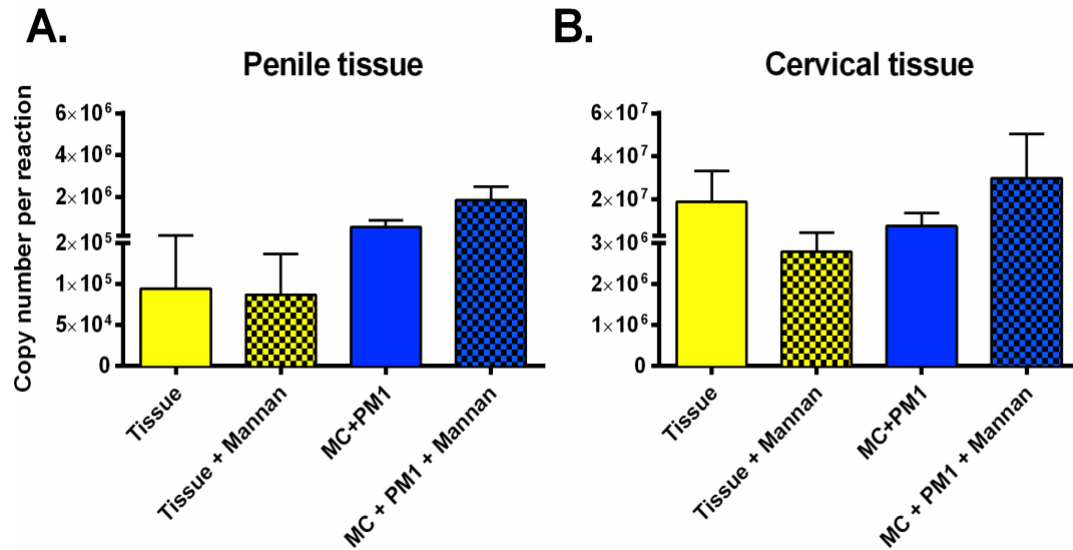 A.
Penile tissue
Copy number per reaction
6×10⁶
4×10⁶
2×10⁶
2×10⁵
1×10⁵
5×10⁴
0
Tissue
Tissue + Mannan
MC+PM1
MC + PM1 + Mannan
B.
Cervical tissue
6×10⁷
4×10⁷
2×10⁷
3×10⁶
2×10⁶
1×10⁶
0
Tissue
Tissue + Mannan
MC+PM1
MC + PM1 + Mannan